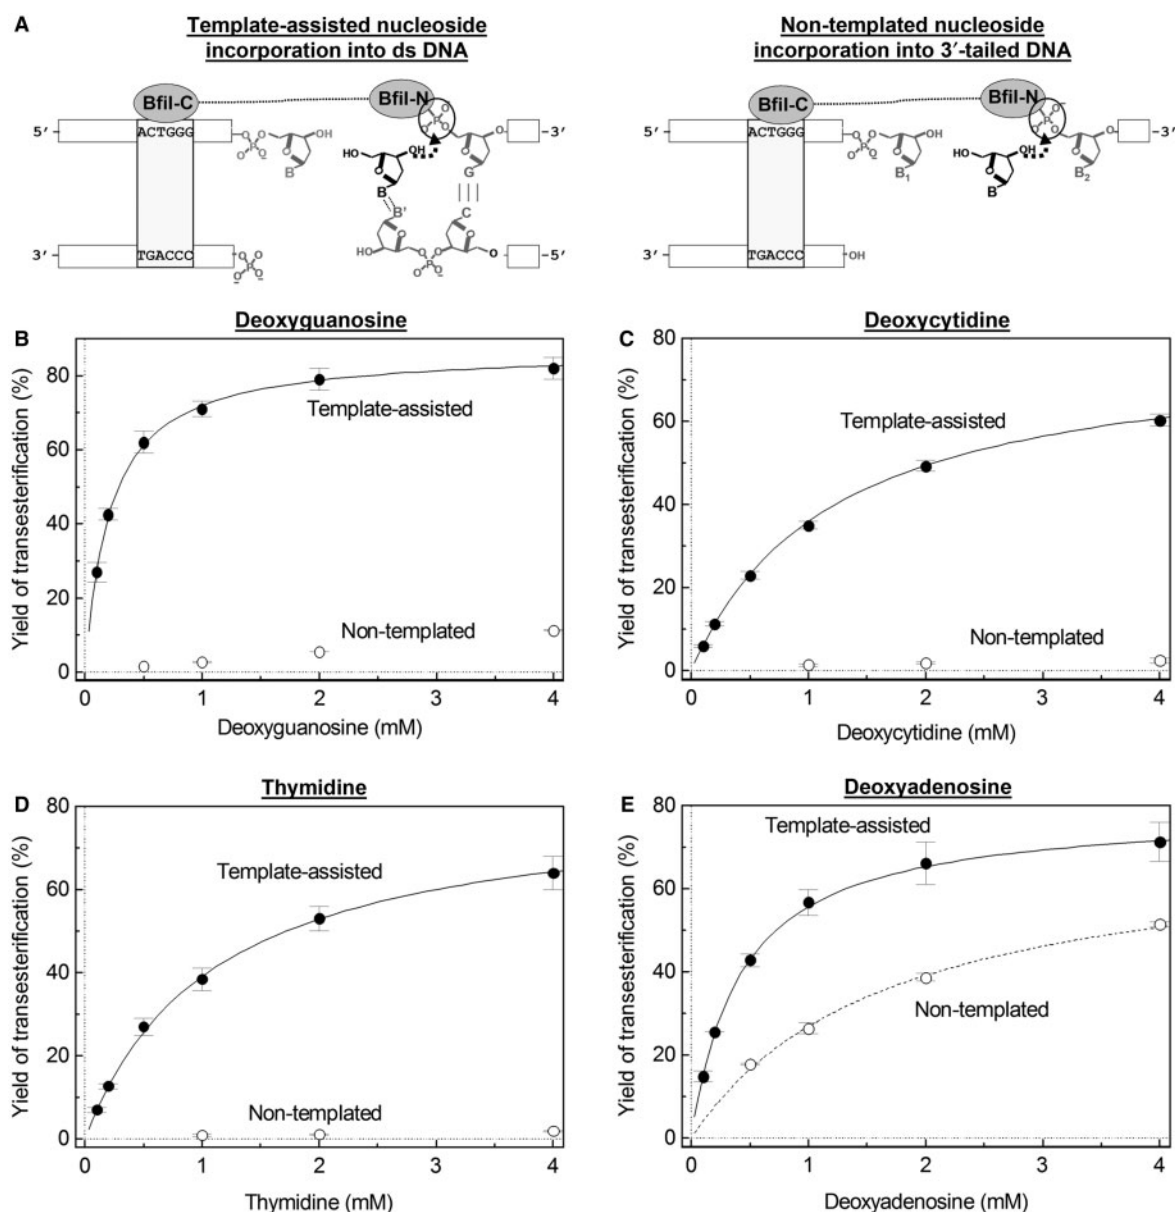 A
Template-assisted nucleoside
incorporation into ds DNA
Non-templated nucleoside
incorporation into 3′-tailed DNA
BfiI-C
BfiI-N
5′
ACTGGG
OH
B
HO
OH
B
G
O
-3′
B'
C
HO
O
3′
TGACCC
-5′
BfiI-C
BfiI-N
5′
ACTGGG
OH
B1
HO
OH
B
B2
O
-3′
3′
TGACCC
OH
B
Deoxyguanosine
Yield of transesterification (%)
80
60
40
20
0
Template-assisted
Non-templated
0 1 2 3 4
Deoxyguanosine (mM)
C
Deoxycytidine
Yield of transesterification (%)
80
60
40
20
0
Template-assisted
Non-templated
0 1 2 3 4
Deoxycytidine (mM)
D
Thymidine
Yield of transesterification (%)
80
60
40
20
0
Template-assisted
Non-templated
0 1 2 3 4
Thymidine (mM)
E
Deoxyadenosine
Yield of transesterification (%)
80
60
40
20
0
Template-assisted
Non-templated
0 1 2 3 4
Deoxyadenosine (mM)